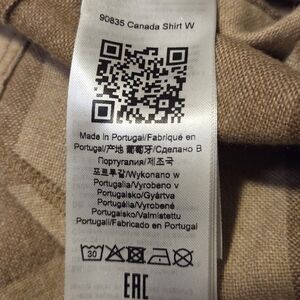 90835 Canada Shirt W
Made in Portugal/Fabriqué en
Portugal/产地 葡萄牙/Сделано В
Португалия/제조국
포르투갈/Wykonano w
Portugalia/Vyrobeno v
Portugalsko/Gyártva
Portugália/Vyrobené
Portugalsko/Valmistettu
Portugali/Fabricado en Portugal
30
EAC